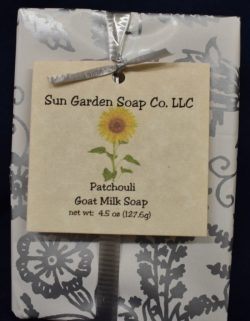 Sun Garden Soap Co. LLC
Patchouli
Goat Milk Soap
net wt: 4.5 oz (127.6g)